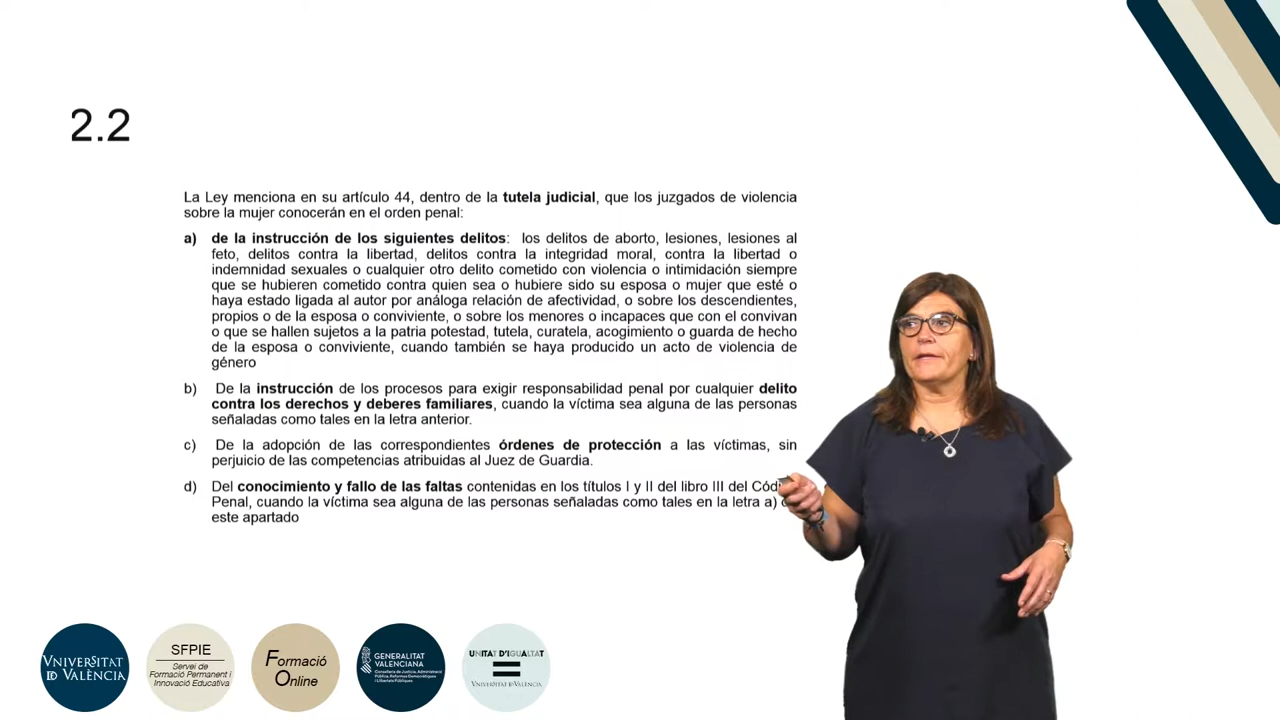 2.2
La Ley menciona en su artículo 44, dentro de la tutela judicial, que los juzgados de violencia
sobre la mujer conocerán en el orden penal:
a) de la instrucción de los siguientes delitos: los delitos de aborto, lesiones, lesiones al
feto, delitos contra la libertad, delitos contra la integridad moral, contra la libertad o
indemnidad sexuales o cualquier otro delito cometido con violencia o intimidación siempre
que se hubieren cometido contra quien sea o hubiere sido su esposa o mujer que esté o
haya estado ligada al autor por análoga relación de afectividad, o sobre los descendientes,
propios o de la esposa o conviviente, o sobre los menores o incapaces que con el convivan
o que se hallen sujetos a la patria potestad, tutela, curatela, acogimiento o guarda de hecho
de la esposa o conviviente, cuando también se haya producido un acto de violencia de
género
b) De la instrucción de los procesos para exigir responsabilidad penal por cualquier delito
contra los derechos y deberes familiares, cuando la víctima sea alguna de las personas
señaladas como tales en la letra anterior.
c) De la adopción de las correspondientes órdenes de protección a las víctimas, sin
perjuicio de las competencias atribuidas al Juez de Guardia.
d) Del conocimiento y fallo de las faltas contenidas en los títulos I y II del libro III del
Penal, cuando la víctima sea alguna de las personas señaladas como tales en la letra a)
este apartado
VNIVERSITAT
DE VALÈNCIA
SFPIE
Servei de
Formació Permanent i
Innovació Educativa
Formació
Online
GENERALITAT
VALENCIANA
Conselleria de Justícia, Administració
Pública, Reformes Democràtiques
i Llibertats Públiques
UNITAT D'IGUALTAT
VNIVERSITAT DE VALÈNCIA